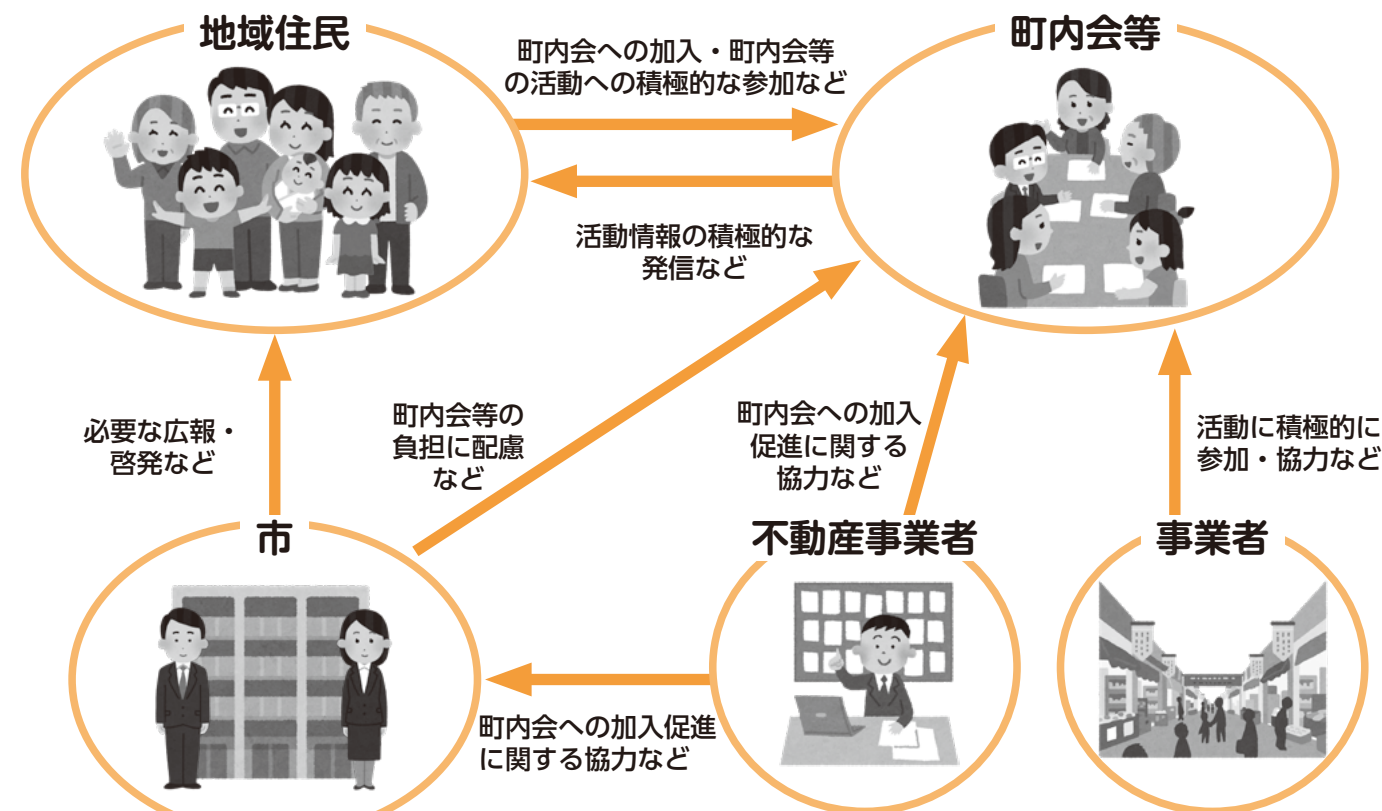 地域住民
町内会等
町内会への加入・町内会等
の活動への積極的な参加など
活動情報の積極的な
発信など
必要な広報・
啓発など
町内会等の
負担に配慮
など
町内会への加入
促進に関する
協力など
活動に積極的に
参加・協力など
市
不動産事業者
事業者
町内会への加入促進
に関する協力など